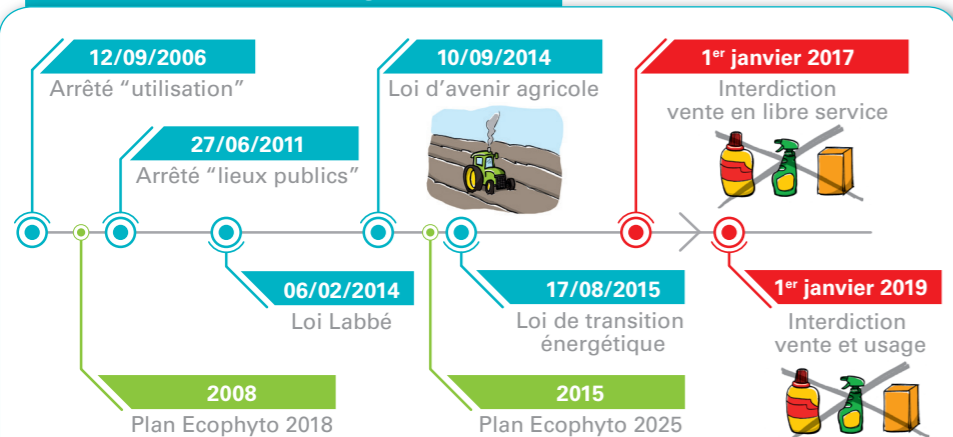 12/09/2006
Arrêté “utilisation”
27/06/2011
Arrêté “lieux publics”
10/09/2014
Loi d’avenir agricole
1er janvier 2017
Interdiction
vente en libre service
06/02/2014
Loi Labbé
17/08/2015
Loi de transition
énergétique
1er janvier 2019
Interdiction
vente et usage
2008
Plan Ecophyto 2018
2015
Plan Ecophyto 2025